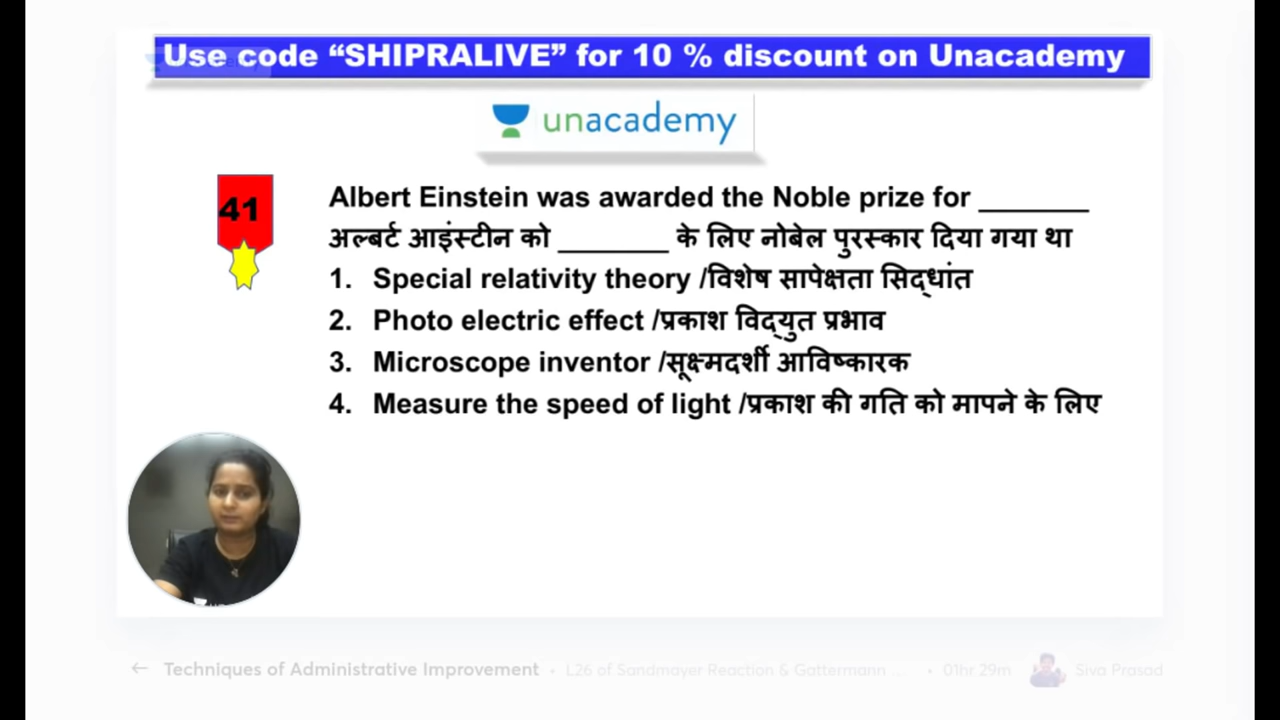 Use code “SHIPRALIVE” for 10 % discount on Unacademy
unacademy
41
Albert Einstein was awarded the Noble prize for _______
अल्बर्ट आइंस्टीन को _______ के लिए नोबेल पुरस्कार दिया गया था
1. Special relativity theory /विशेष सापेक्षता सिद्धांत
2. Photo electric effect /प्रकाश विद्युत प्रभाव
3. Microscope inventor /सूक्ष्मदर्शी आविष्कारक
4. Measure the speed of light /प्रकाश की गति को मापने के लिए
← Techniques of Administrative Improvement • L26 of Sandmayer Reaction & Gattermann ... • 01hr 29m Siva Prasad